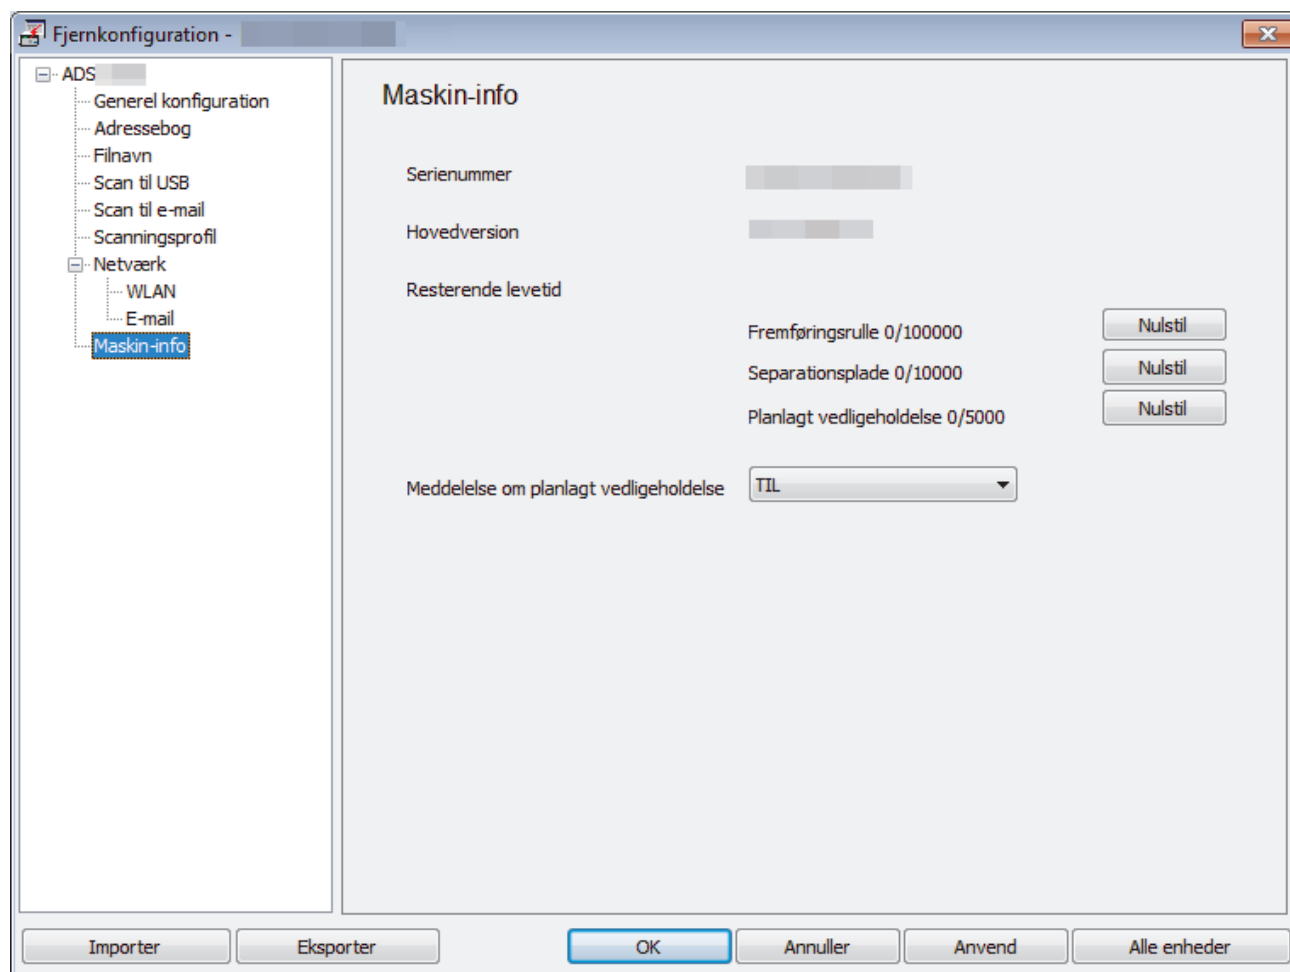 Fjernkonfiguration -
ADS
Generel konfiguration
Adressebog
Filnavn
Scan til USB
Scan til e-mail
Scanningsprofil
Netværk
WLAN
E-mail
Maskin-info
Maskin-info
Serienummer
Hovedversion
Resterende levetid
Fremføringsrulle 0/100000 Nulstil
Separationsplade 0/10000 Nulstil
Planlagt vedligeholdelse 0/5000 Nulstil
Meddelelse om planlagt vedligeholdelse TIL
Importer Eksporter OK Annuller Anvend Alle enheder